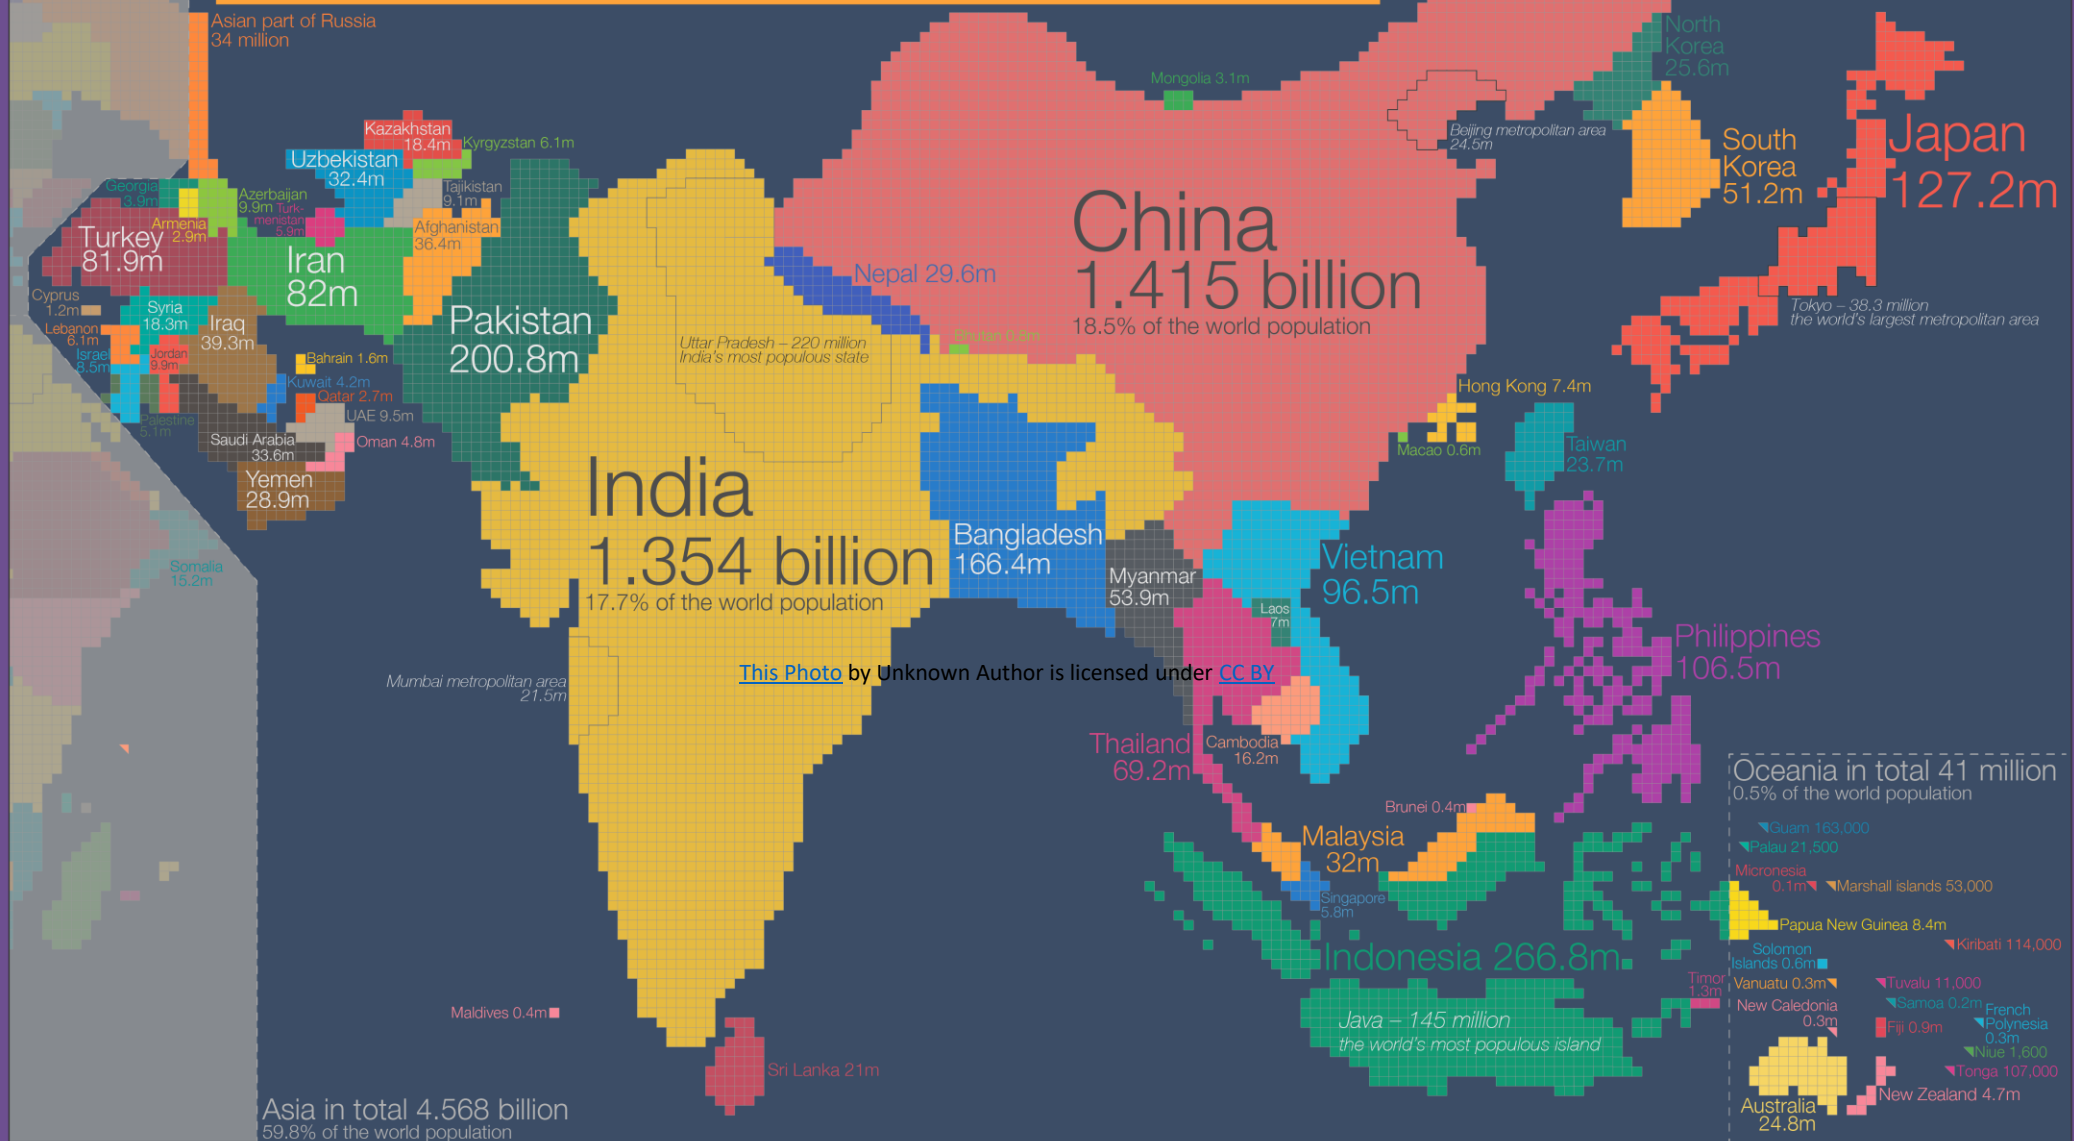 Asian part of Russia
34 million
Mongolia 3.1m
North
Korea
25.6m
Beijing metropolitan area
24.5m
South
Korea
51.2m
Japan
127.2m
Kazakhstan
18.4m
Kyrgyzstan 6.1m
Uzbekistan
32.4m
Tajikistan
9.1m
Georgia
3.9m
Azerbaijan
9.9m
Turk-
menistan
5.9m
Armenia
2.9m
Afghanistan
36.4m
Turkey
81.9m
Iran
82m
China
1.415 billion
18.5% of the world population
Nepal 29.6m
Bhutan 0.8m
Cyprus
1.2m
Syria
18.3m
Iraq
39.3m
Lebanon
6.1m
Israel
8.5m
Jordan
9.9m
Bahrain 1.6m
Kuwait 4.2m
Qatar 2.7m
UAE 9.5m
Palestine
5.1m
Saudi Arabia
33.6m
Oman 4.8m
Yemen
28.9m
Pakistan
200.8m
Uttar Pradesh – 220 million
India's most populous state
Tokyo – 38.3 million
the world's largest metropolitan area
Hong Kong 7.4m
Macao 0.6m
Taiwan
23.7m
India
1.354 billion
17.7% of the world population
Bangladesh
166.4m
Myanmar
53.9m
Vietnam
96.5m
Laos
7m
Somalia
15.2m
Philippines
106.5m
Mumbai metropolitan area
21.5m
This Photo by Unknown Author is licensed under CC BY
Thailand
69.2m
Cambodia
16.2m
Brunei 0.4m
Malaysia
32m
Singapore
5.8m
Indonesia 266.8m
Java – 145 million
the world's most populous island
Timor
1.3m
Maldives 0.4m
Sri Lanka 21m
Asia in total 4.568 billion
59.8% of the world population
Oceania in total 41 million
0.5% of the world population
Guam 163,000
Palau 21,500
Micronesia
0.1m
Marshall islands 53,000
Papua New Guinea 8.4m
Kiribati 114,000
Solomon
Islands 0.6m
Vanuatu 0.3m
Tuvalu 11,000
New Caledonia
0.3m
Samoa 0.2m
French
Polynesia
0.3m
Fiji 0.9m
Niue 1,600
Tonga 107,000
New Zealand 4.7m
Australia
24.8m